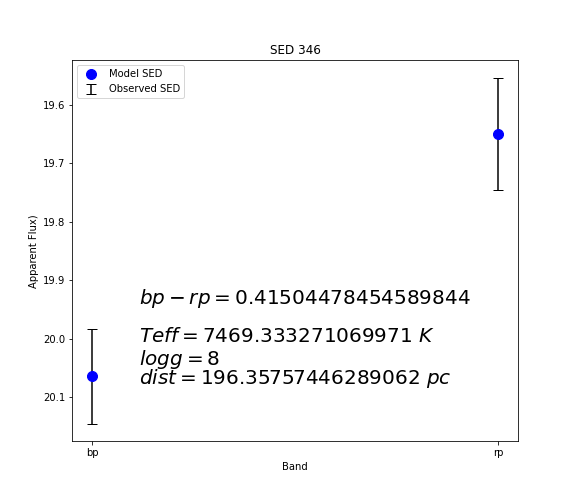 SED 346
Model SED
Observed SED
19.6
19.7
19.8
19.9
20.0
20.1
Apparent Flux)
bp − rp = 0.41504478454589844
Teff = 7469.333271069971 K
logg = 8
dist = 196.35757446289062 pc
bp
rp
Band